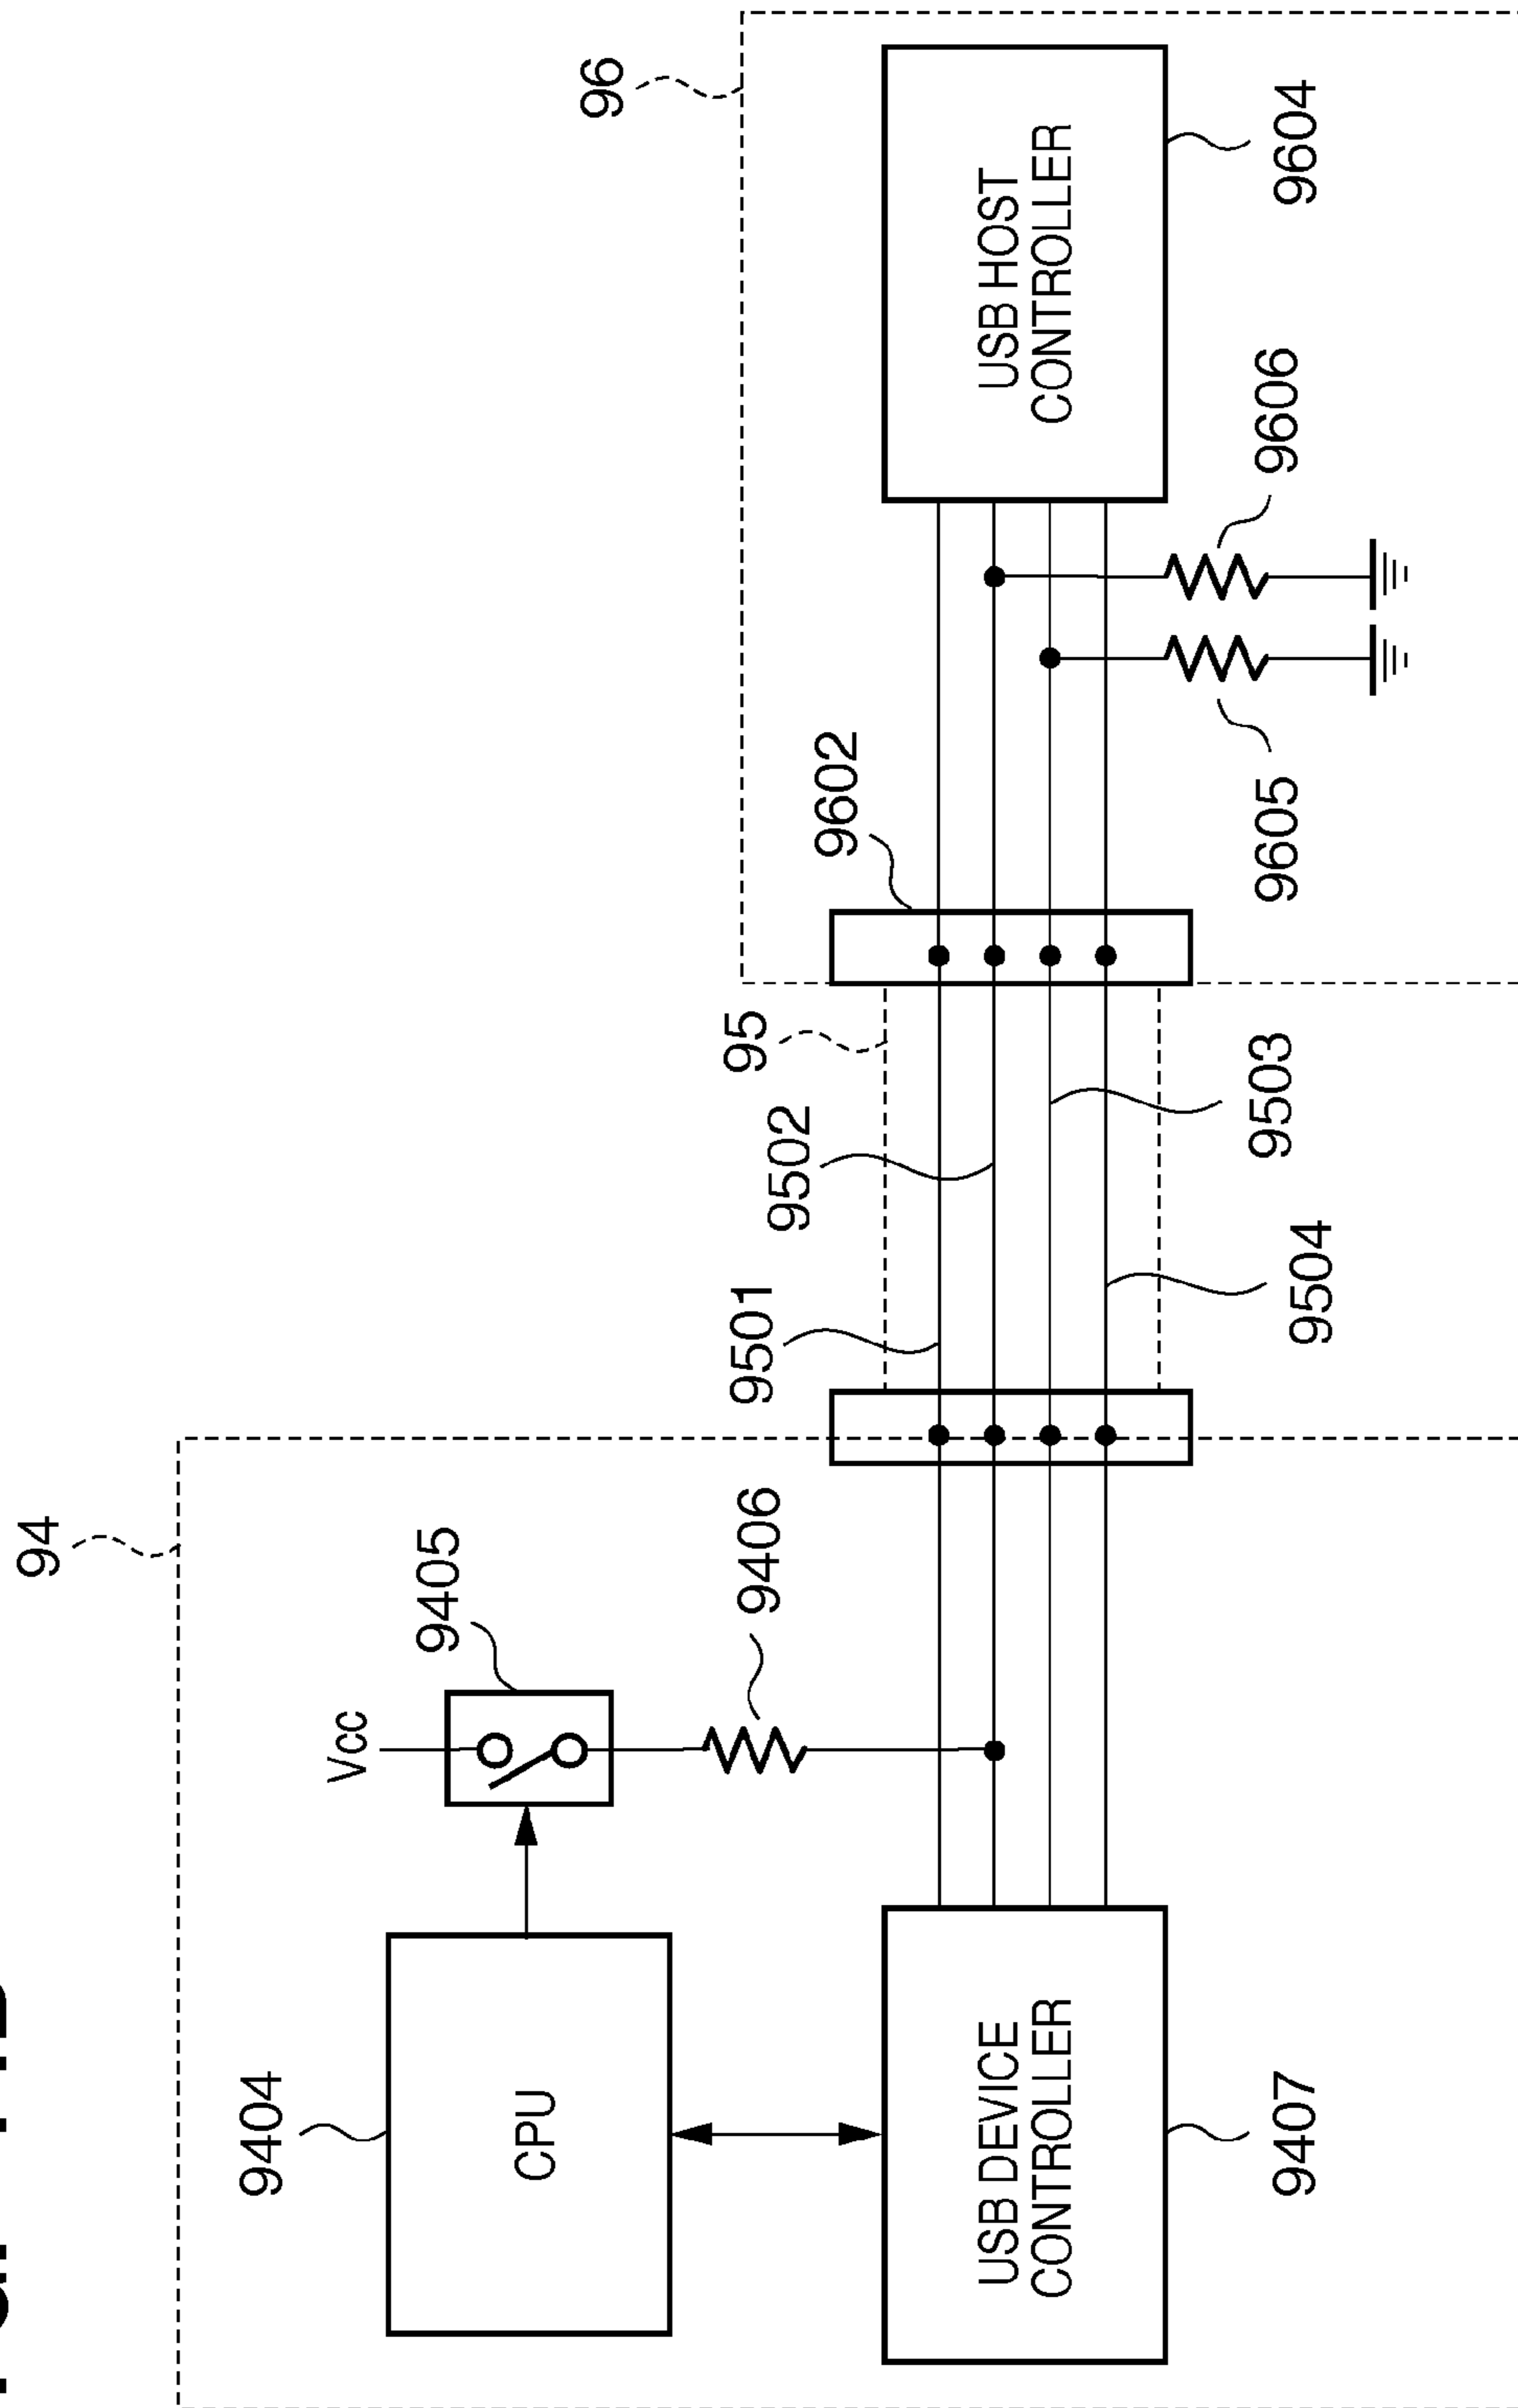 94
9404
CPU
Vcc
9405
9406
USB DEVICE
CONTROLLER
9407
9501
9502
95
9503
9504
96
9602
USB HOST
CONTROLLER
9604
9605
9606